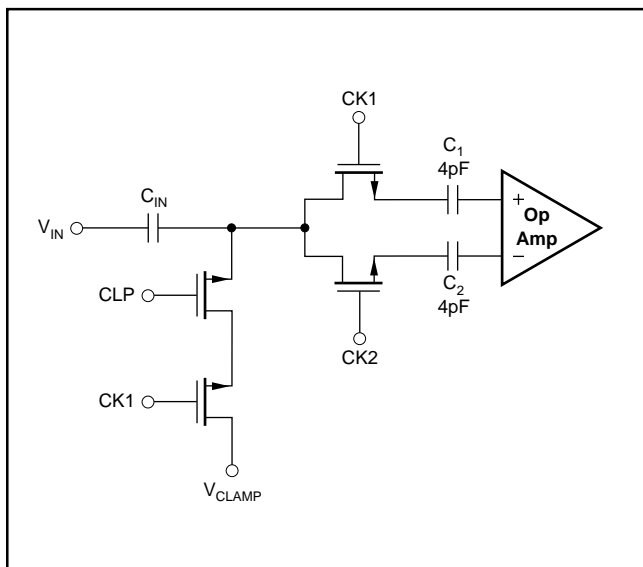 CK1
C1
4pF
CIN
VIN
+
Op
Amp
−
CLP
C2
4pF
CK2
CK1
VCLAMP